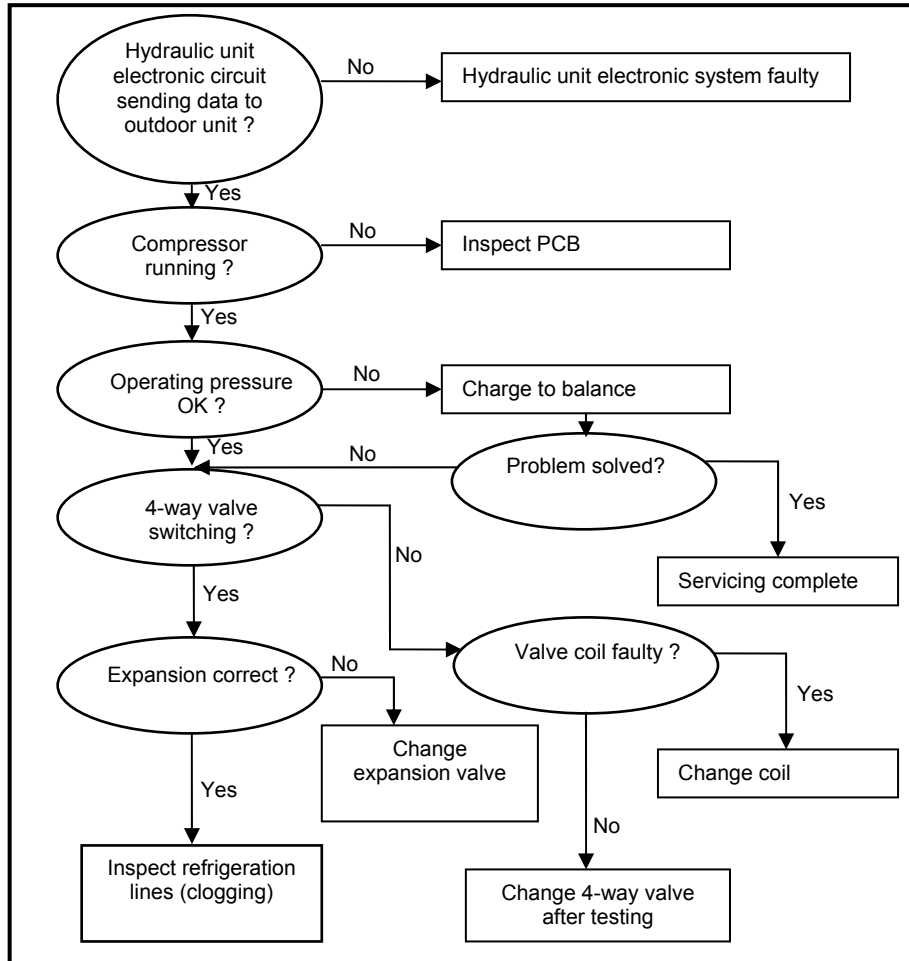 Hydraulic unit
electronic circuit
sending data to
outdoor unit ?
No
Hydraulic unit electronic system faulty
Yes
Compressor
running ?
No
Inspect PCB
Yes
Operating pressure
OK ?
No
Charge to balance
Yes
No
Problem solved?
Yes
4-way valve
switching ?
No
Servicing complete
Yes
Expansion correct ?
No
Valve coil faulty ?
Yes
Change
expansion valve
Change coil
Yes
No
Inspect refrigeration
lines (clogging)
Change 4-way valve
after testing